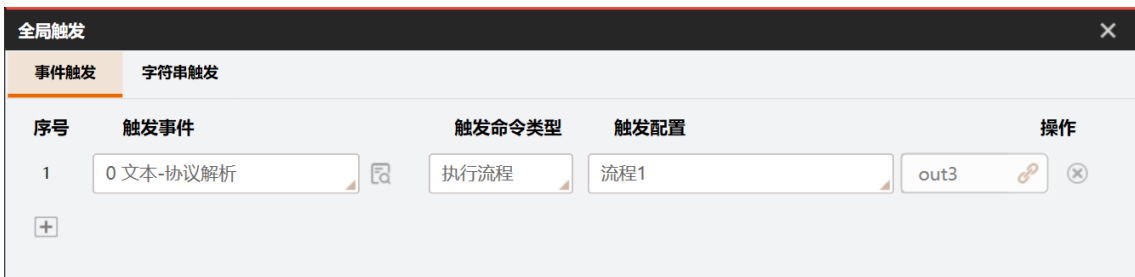 全局触发
事件触发 字符串触发
序号 触发事件 触发命令类型 触发配置 操作
1 0 文本-协议解析 执行流程 流程1 out3